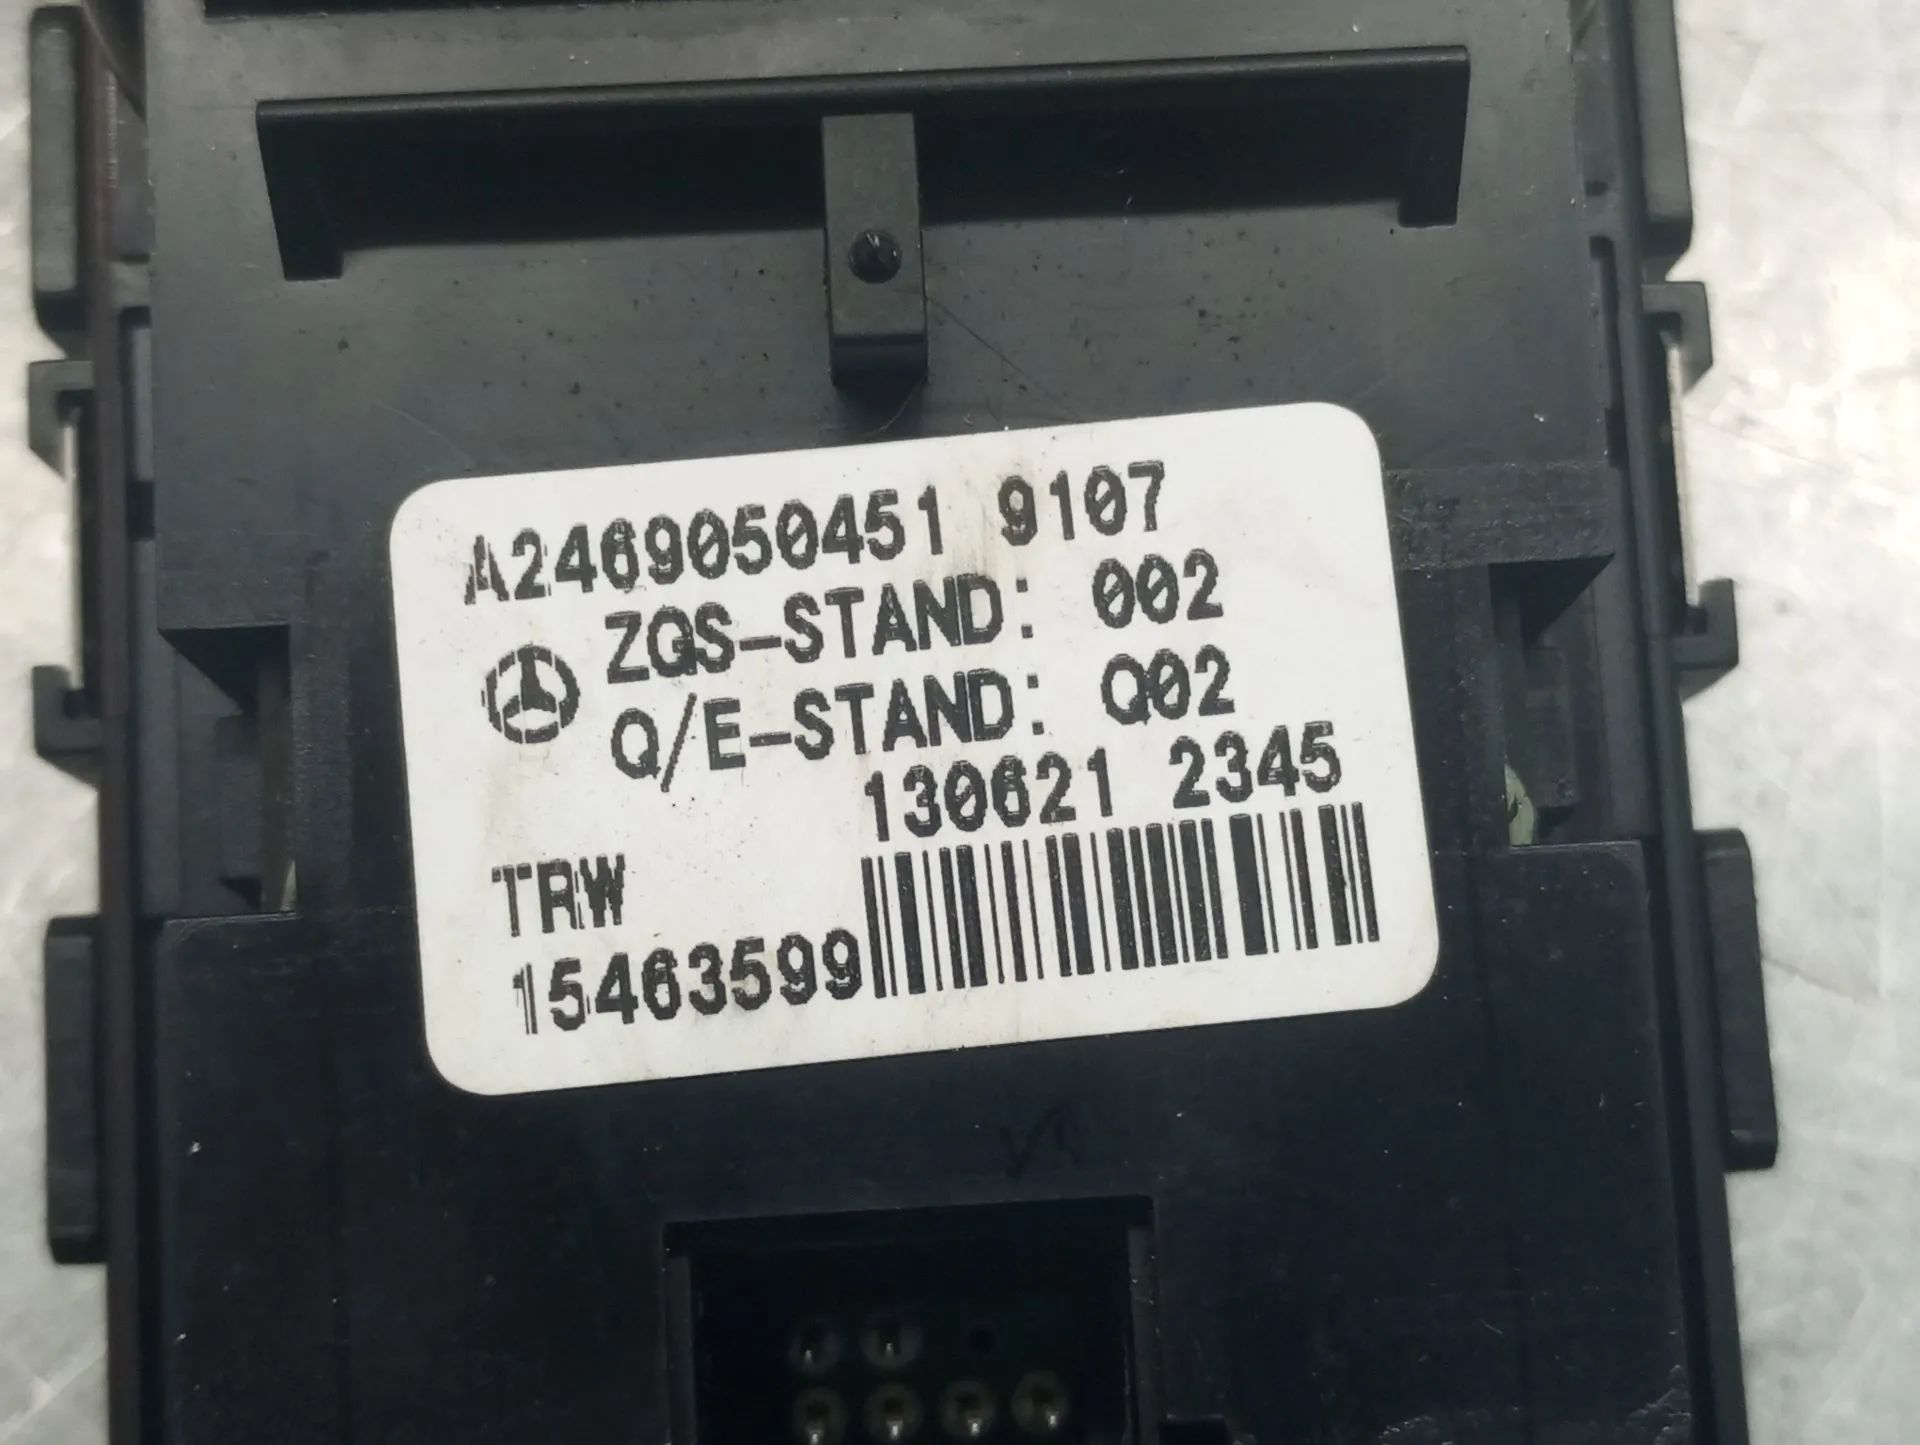 A2469050451 9107
ZGS-STAND: 002
Q/E-STAND: Q02
130621 2345
TRW
15463599